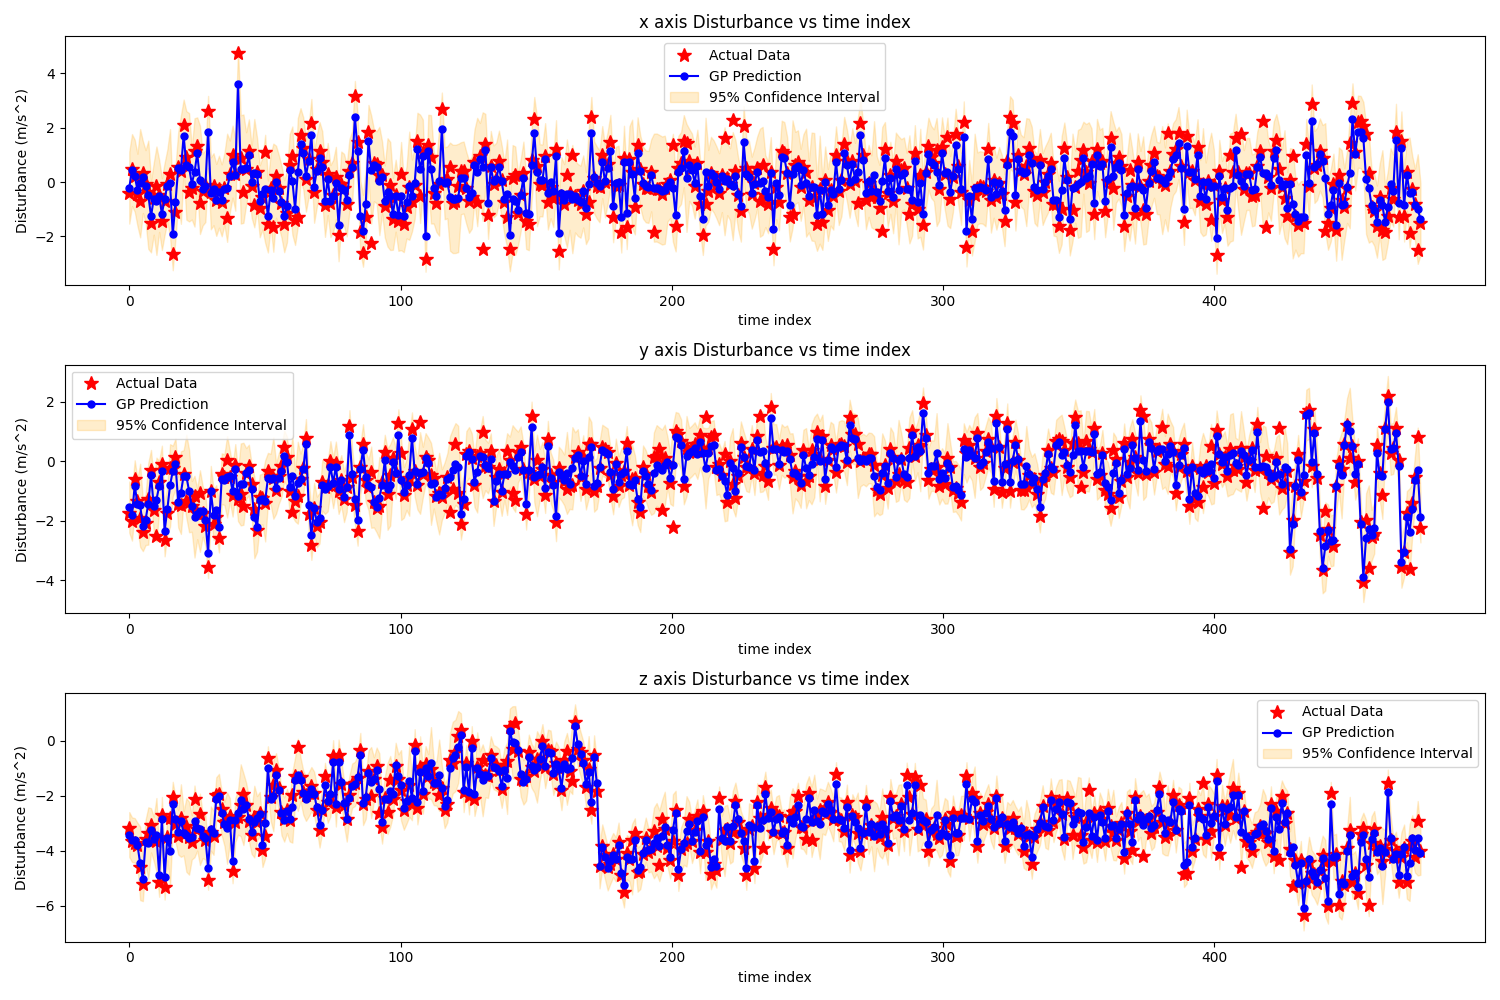 x axis Disturbance vs time index
Disturbance (m/s^2)
4
2
0
−2
Actual Data
GP Prediction
95% Confidence Interval
0 100 200 300 400
time index
y axis Disturbance vs time index
Disturbance (m/s^2)
2
0
−2
−4
Actual Data
GP Prediction
95% Confidence Interval
0 100 200 300 400
time index
z axis Disturbance vs time index
Disturbance (m/s^2)
0
−2
−4
−6
Actual Data
GP Prediction
95% Confidence Interval
0 100 200 300 400
time index